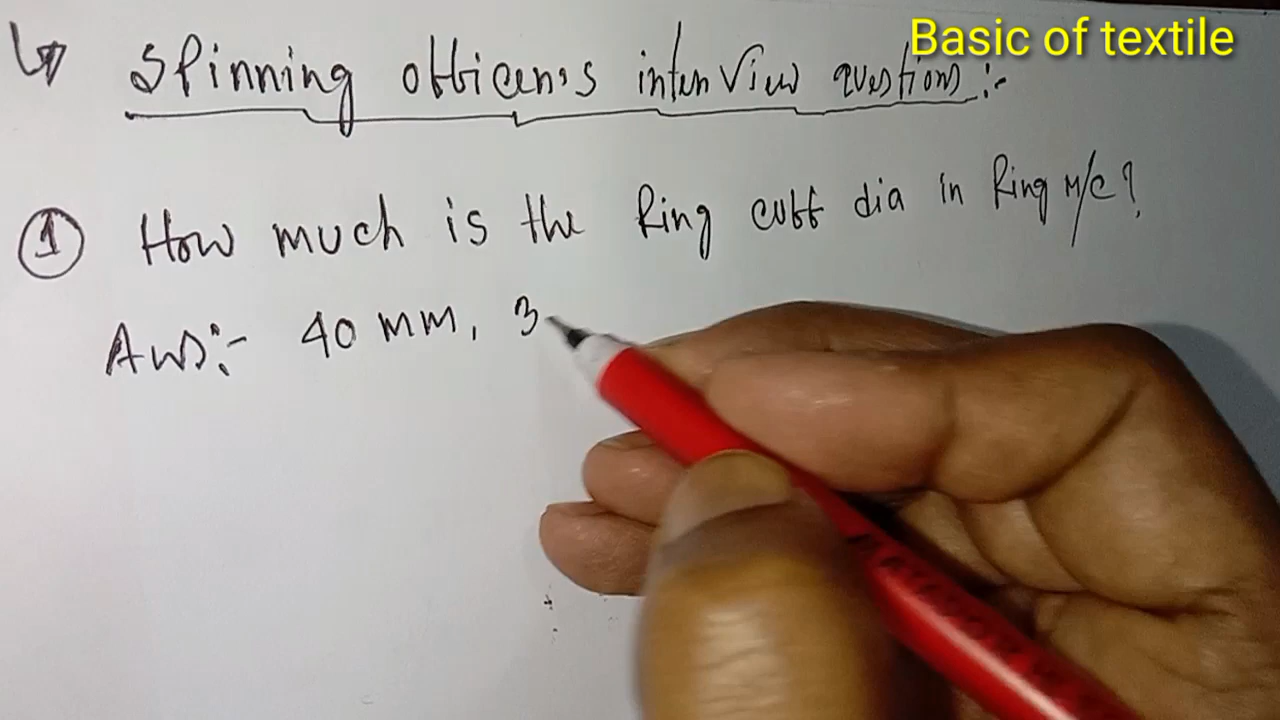 Basic of textile
Spinning officer's interview questions :-
① How much is the Ring cuff dia in Ring M/C?
Ans:- 40 mm, 3